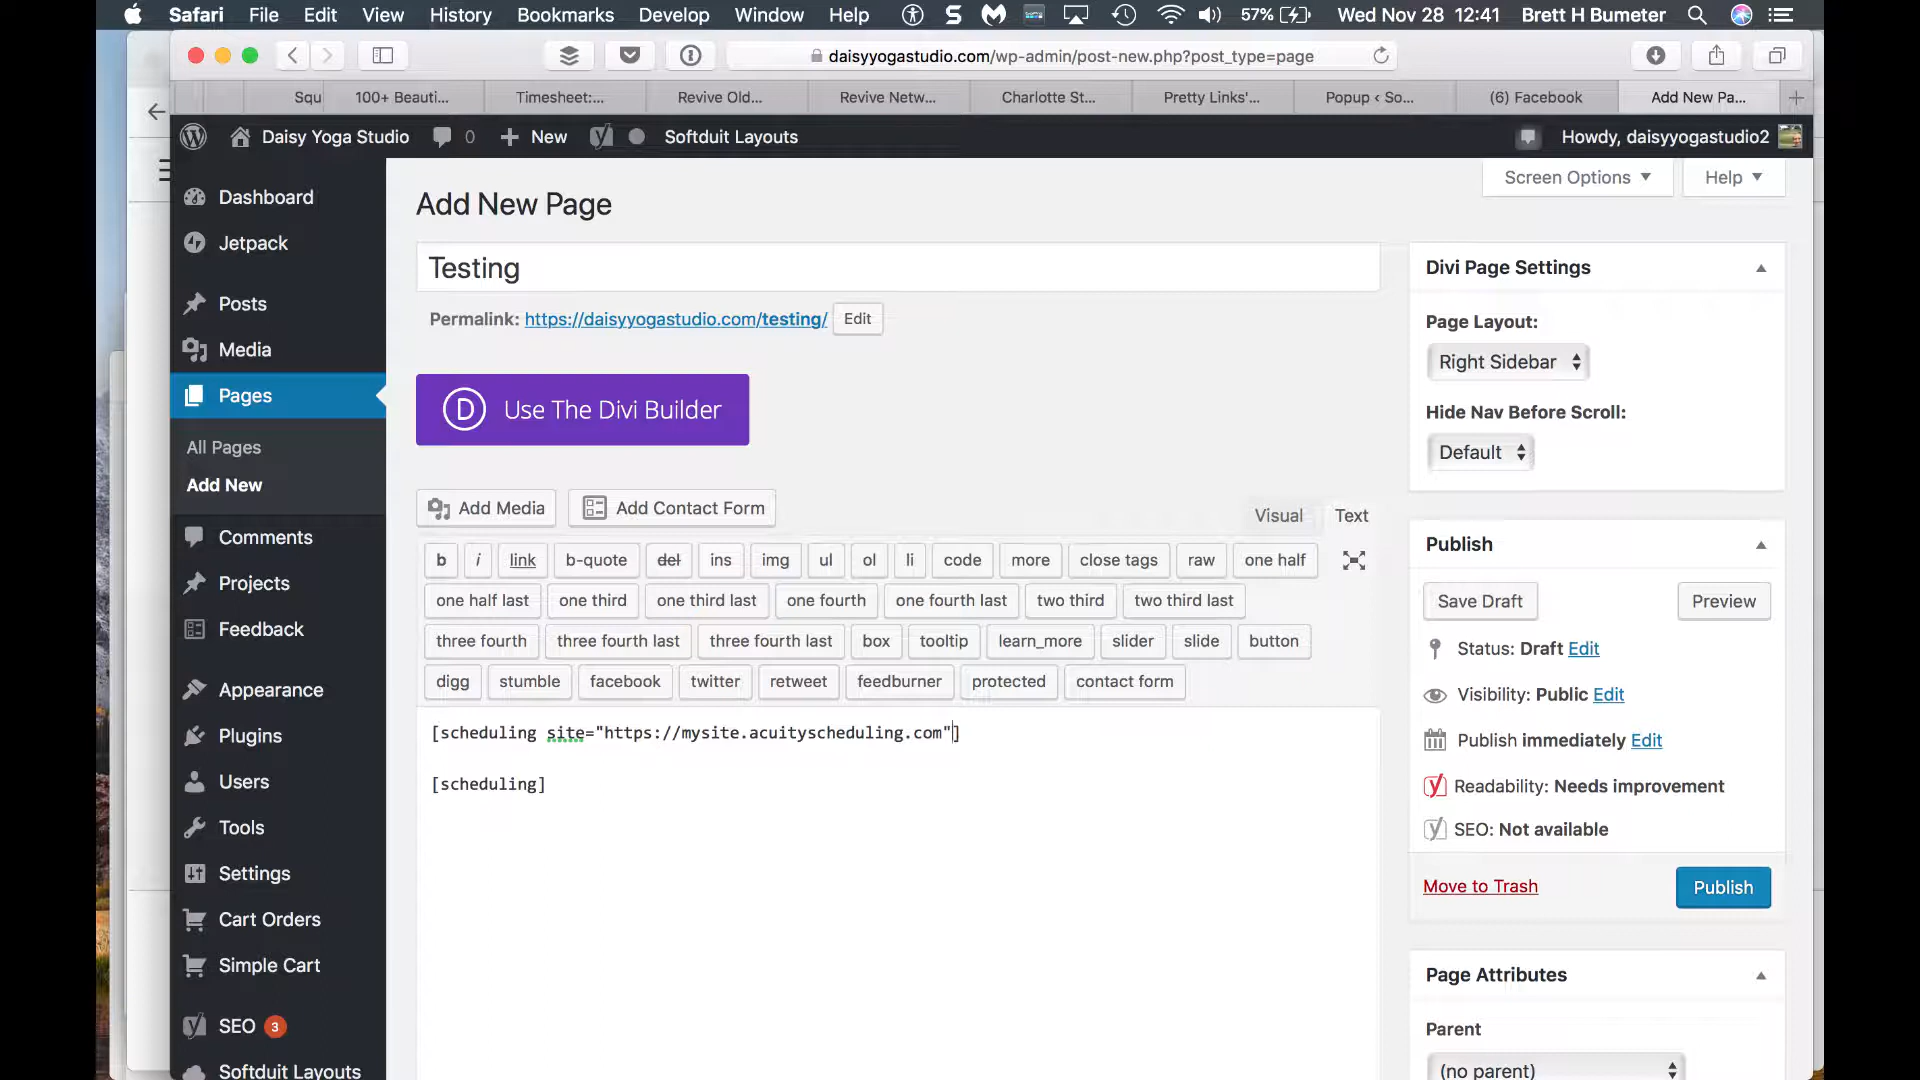 Safari File Edit View History Bookmarks Develop Window Help 57% Wed Nov 28 12:41 Brett H Bumeter
daisyyogastudio.com/wp-admin/post-new.php?post_type=page
Squ 100+ Beauti... Timesheet:... Revive Old... Revive Netw... Charlotte St... Pretty Links'... Popup ‹ So... (6) Facebook Add New Pa...
Daisy Yoga Studio 0 New Softduit Layouts Howdy, daisyyogastudio2
Screen Options Help
Dashboard
Jetpack
Posts
Media
Pages
All Pages
Add New
Comments
Projects
Feedback
Appearance
Plugins
Users
Tools
Settings
Cart Orders
Simple Cart
SEO 3
Softduit Layouts
Add New Page
Testing
Permalink: https://daisyyogastudio.com/testing/ Edit
D Use The Divi Builder
Add Media Add Contact Form Visual Text
b i link b-quote del ins img ul ol li code more close tags raw one half
one half last one third one third last one fourth one fourth last two third two third last
three fourth three fourth last three fourth last box tooltip learn_more slider slide button
digg stumble facebook twitter retweet feedburner protected contact form
[scheduling site="https://mysite.acuityscheduling.com"]
[scheduling]
Divi Page Settings
Page Layout:
Right Sidebar
Hide Nav Before Scroll:
Default
Publish
Save Draft Preview
Status: Draft Edit
Visibility: Public Edit
Publish immediately Edit
Readability: Needs improvement
SEO: Not available
Move to Trash Publish
Page Attributes
Parent
(no parent)